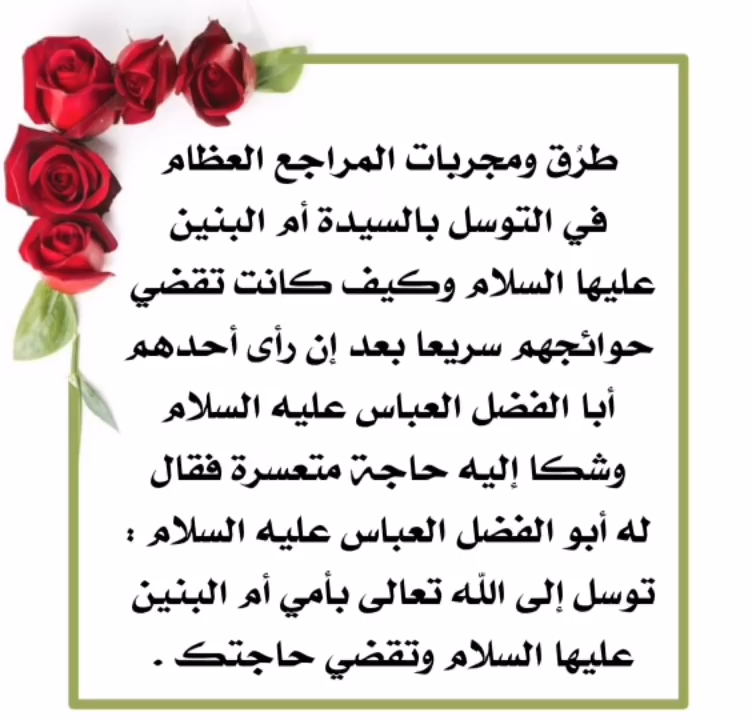 طرُق ومجربات المراجع العظام
في التوسل بالسيدة أم البنين
عليها السلام وكيف كانت تقضي
حوائجهم سريعا بعد إن رأى أحدهم
أبا الفضل العباس عليه السلام
وشكا إليه حاجة متعسرة فقال
له أبو الفضل العباس عليه السلام :
توسل إلى الله تعالى بأمي أم البنين
عليها السلام وتقضي حاجتك .